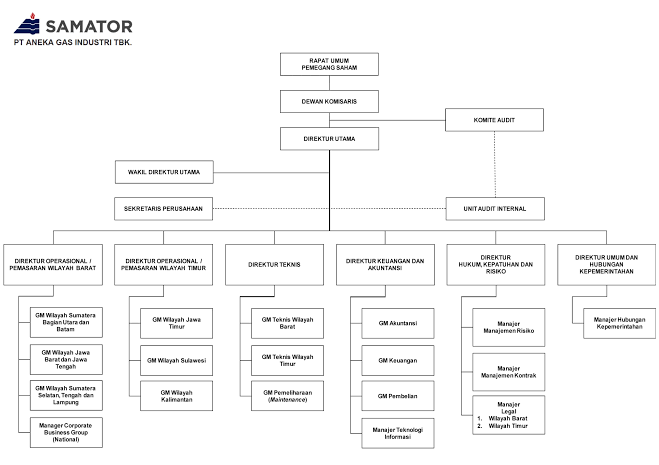 SAMATOR
PT ANEKA GAS INDUSTRI TBK.
RAPAT UMUM
PEMEGANG SAHAM
DEWAN KOMISARIS
KOMITE AUDIT
DIREKTUR UTAMA
WAKIL DIREKTUR UTAMA
SEKRETARIS PERUSAHAAN
UNIT AUDIT INTERNAL
DIREKTUR OPERASIONAL /
PEMASARAN WILAYAH BARAT
DIREKTUR OPERASIONAL /
PEMASARAN WILAYAH TIMUR
DIREKTUR TEKNIS
DIREKTUR KEUANGAN DAN
AKUNTANSI
DIREKTUR
HUKUM, KEPATUHAN DAN
RISIKO
DIREKTUR UMUM DAN
HUBUNGAN
KEPEMERINTAHAN
GM Wilayah Sumatera
Bagian Utara dan
Batam
GM Wilayah Jawa
Barat dan Jawa
Tengah
GM Wilayah Sumatera
Selatan, Tengah dan
Lampung
Manager Corporate
Business Group
(National)
GM Wilayah Jawa
Timur
GM Wilayah Sulawesi
GM Wilayah
Kalimantan
GM Teknis Wilayah
Barat
GM Teknis Wilayah
Timur
GM Pemeliharaan
(Maintenance)
GM Akuntansi
GM Keuangan
GM Pembelian
Manajer Teknologi
Informasi
Manajer
Manajemen Risiko
Manajer
Manajemen Kontrak
Manajer
Legal
1. Wilayah Barat
2. Wilayah Timur
Manajer Hubungan
Kepemerintahan